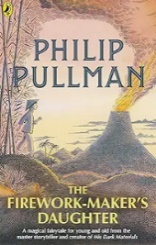 PHILIP
PULLMAN
THE
FIREWORK-MAKER'S
DAUGHTER
A magical fairytale for young and old from the
master storyteller and creator of His Dark Materials